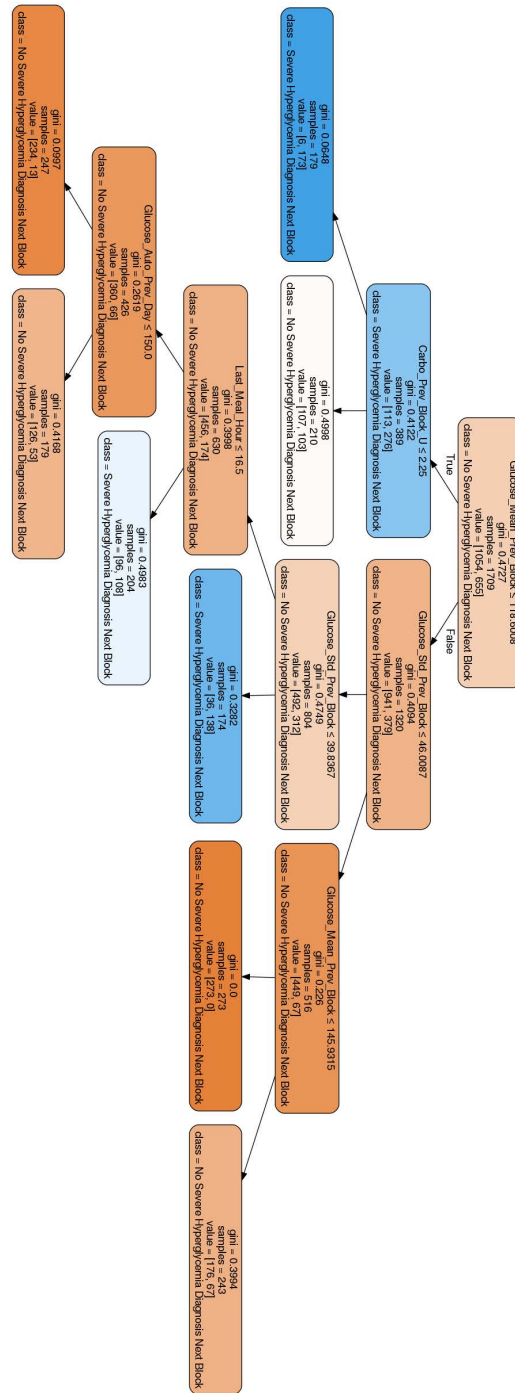 Glucose_Mean_Prev_Block ≤ 118.6008
gini = 0.4727
samples = 1709
value = [1054, 655]
class = No Severe Hyperglycemia Diagnosis Next Block
True
False
Carbo_Prev_Block_U ≤ 2.25
gini = 0.4122
samples = 389
value = [113, 276]
class = Severe Hyperglycemia Diagnosis Next Block
Glucose_Std_Prev_Block ≤ 46.0087
gini = 0.4094
samples = 1320
value = [941, 379]
class = No Severe Hyperglycemia Diagnosis Next Block
gini = 0.0648
samples = 179
value = [6, 173]
class = Severe Hyperglycemia Diagnosis Next Block
gini = 0.4998
samples = 210
value = [107, 103]
class = No Severe Hyperglycemia Diagnosis Next Block
Glucose_Std_Prev_Block ≤ 39.8367
gini = 0.4749
samples = 804
value = [492, 312]
class = No Severe Hyperglycemia Diagnosis Next Block
Glucose_Mean_Prev_Block ≤ 145.9315
gini = 0.226
samples = 516
value = [449, 67]
class = No Severe Hyperglycemia Diagnosis Next Block
Last_Meal_Hour ≤ 16.5
gini = 0.3998
samples = 630
value = [456, 174]
class = No Severe Hyperglycemia Diagnosis Next Block
gini = 0.3282
samples = 174
value = [36, 138]
class = Severe Hyperglycemia Diagnosis Next Block
gini = 0.0
samples = 273
value = [273, 0]
class = No Severe Hyperglycemia Diagnosis Next Block
gini = 0.3994
samples = 243
value = [176, 67]
class = No Severe Hyperglycemia Diagnosis Next Block
Glucose_Auto_Prev_Day ≤ 150.0
gini = 0.2619
samples = 426
value = [360, 66]
class = No Severe Hyperglycemia Diagnosis Next Block
gini = 0.4983
samples = 204
value = [96, 108]
class = Severe Hyperglycemia Diagnosis Next Block
gini = 0.0997
samples = 247
value = [234, 13]
class = No Severe Hyperglycemia Diagnosis Next Block
gini = 0.4168
samples = 179
value = [126, 53]
class = No Severe Hyperglycemia Diagnosis Next Block